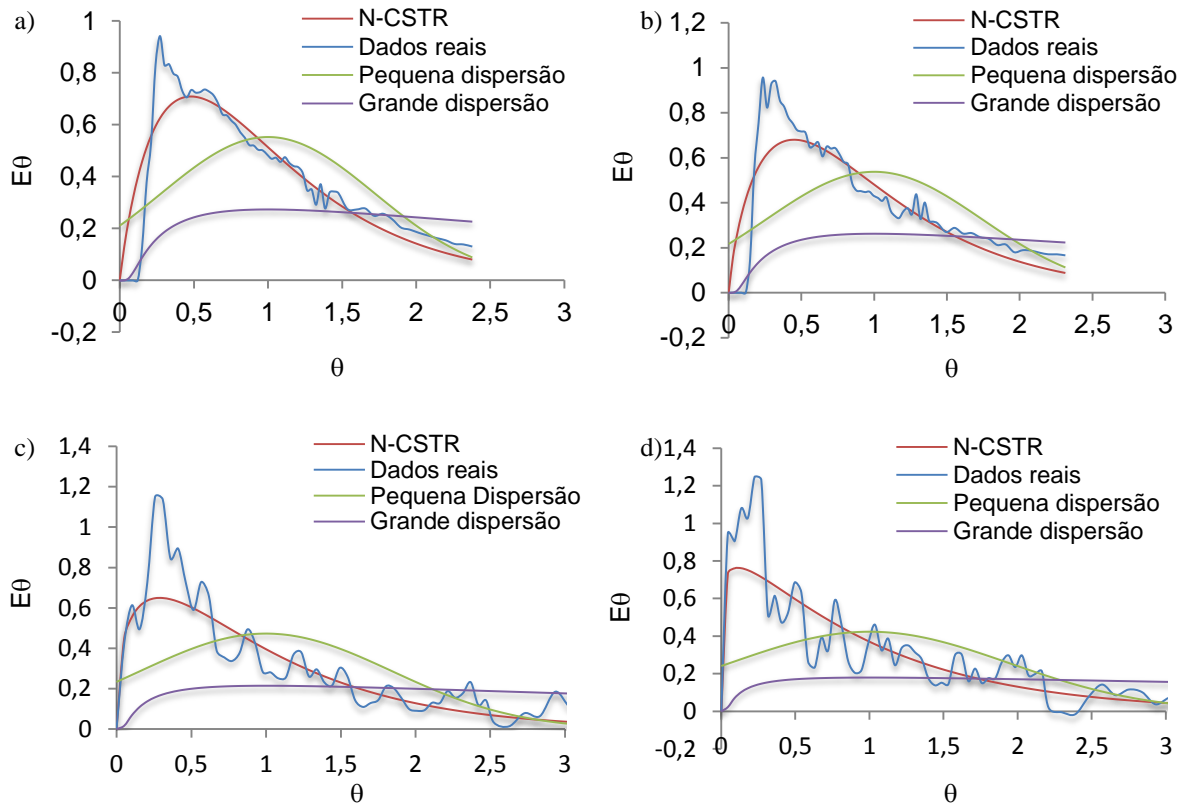 a)
N-CSTR
Dados reais
Pequena dispersão
Grande dispersão
1
0,8
0,6
0,4
0,2
0
-0,2
Eθ
0 0,5 1 1,5 2 2,5 3
θ
b)
N-CSTR
Dados reais
Pequena dispersão
Grande dispersão
1,2
1
0,8
0,6
0,4
0,2
0
-0,2
Eθ
0 0,5 1 1,5 2 2,5 3
θ
c)
N-CSTR
Dados reais
Pequena Dispersão
Grande dispersão
1,4
1,2
1
0,8
0,6
0,4
0,2
0
Eθ
0 0,5 1 1,5 2 2,5 3
θ
d)
N-CSTR
Dados reais
Pequena dispersão
Grande dispersão
1,4
1,2
1
0,8
0,6
0,4
0,2
0
-0,2
Eθ
0 0,5 1 1,5 2 2,5 3
θ